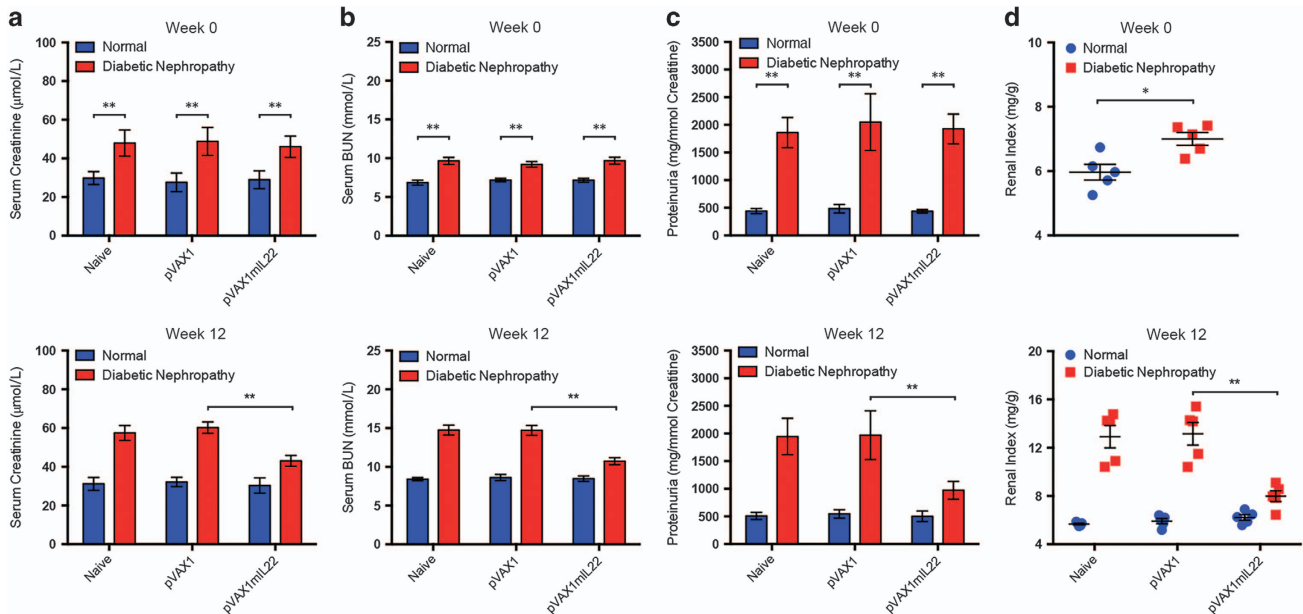 a
Week 0
Serum Creatinine (μmol/L)
100
80
60
40
20
0
Normal
Diabetic Nephropathy
**
**
**
Naive
pVAX1
pVAX1mIL22
b
Week 0
Serum BUN (mmol/L)
25
20
15
10
5
0
Normal
Diabetic Nephropathy
**
**
**
Naive
pVAX1
pVAX1mIL22
c
Week 0
Proteinuria (mg/mmol Creatitine)
3500
3000
2500
2000
1500
1000
500
0
Normal
Diabetic Nephropathy
**
**
**
Naive
pVAX1
pVAX1mIL22
d
Week 0
Renal Index (mg/g)
10
8
6
4
Normal
Diabetic Nephropathy
*
Week 12
Serum Creatinine (μmol/L)
100
80
60
40
20
0
Normal
Diabetic Nephropathy
**
Naive
pVAX1
pVAX1mIL22
Week 12
Serum BUN (mmol/L)
25
20
15
10
5
0
Normal
Diabetic Nephropathy
**
Naive
pVAX1
pVAX1mIL22
Week 12
Proteinuria (mg/mmol Creatitine)
3500
3000
2500
2000
1500
1000
500
0
Normal
Diabetic Nephropathy
**
Naive
pVAX1
pVAX1mIL22
Week 12
Renal Index (mg/g)
20
16
12
8
4
Normal
Diabetic Nephropathy
**
Naive
pVAX1
pVAX1mIL22